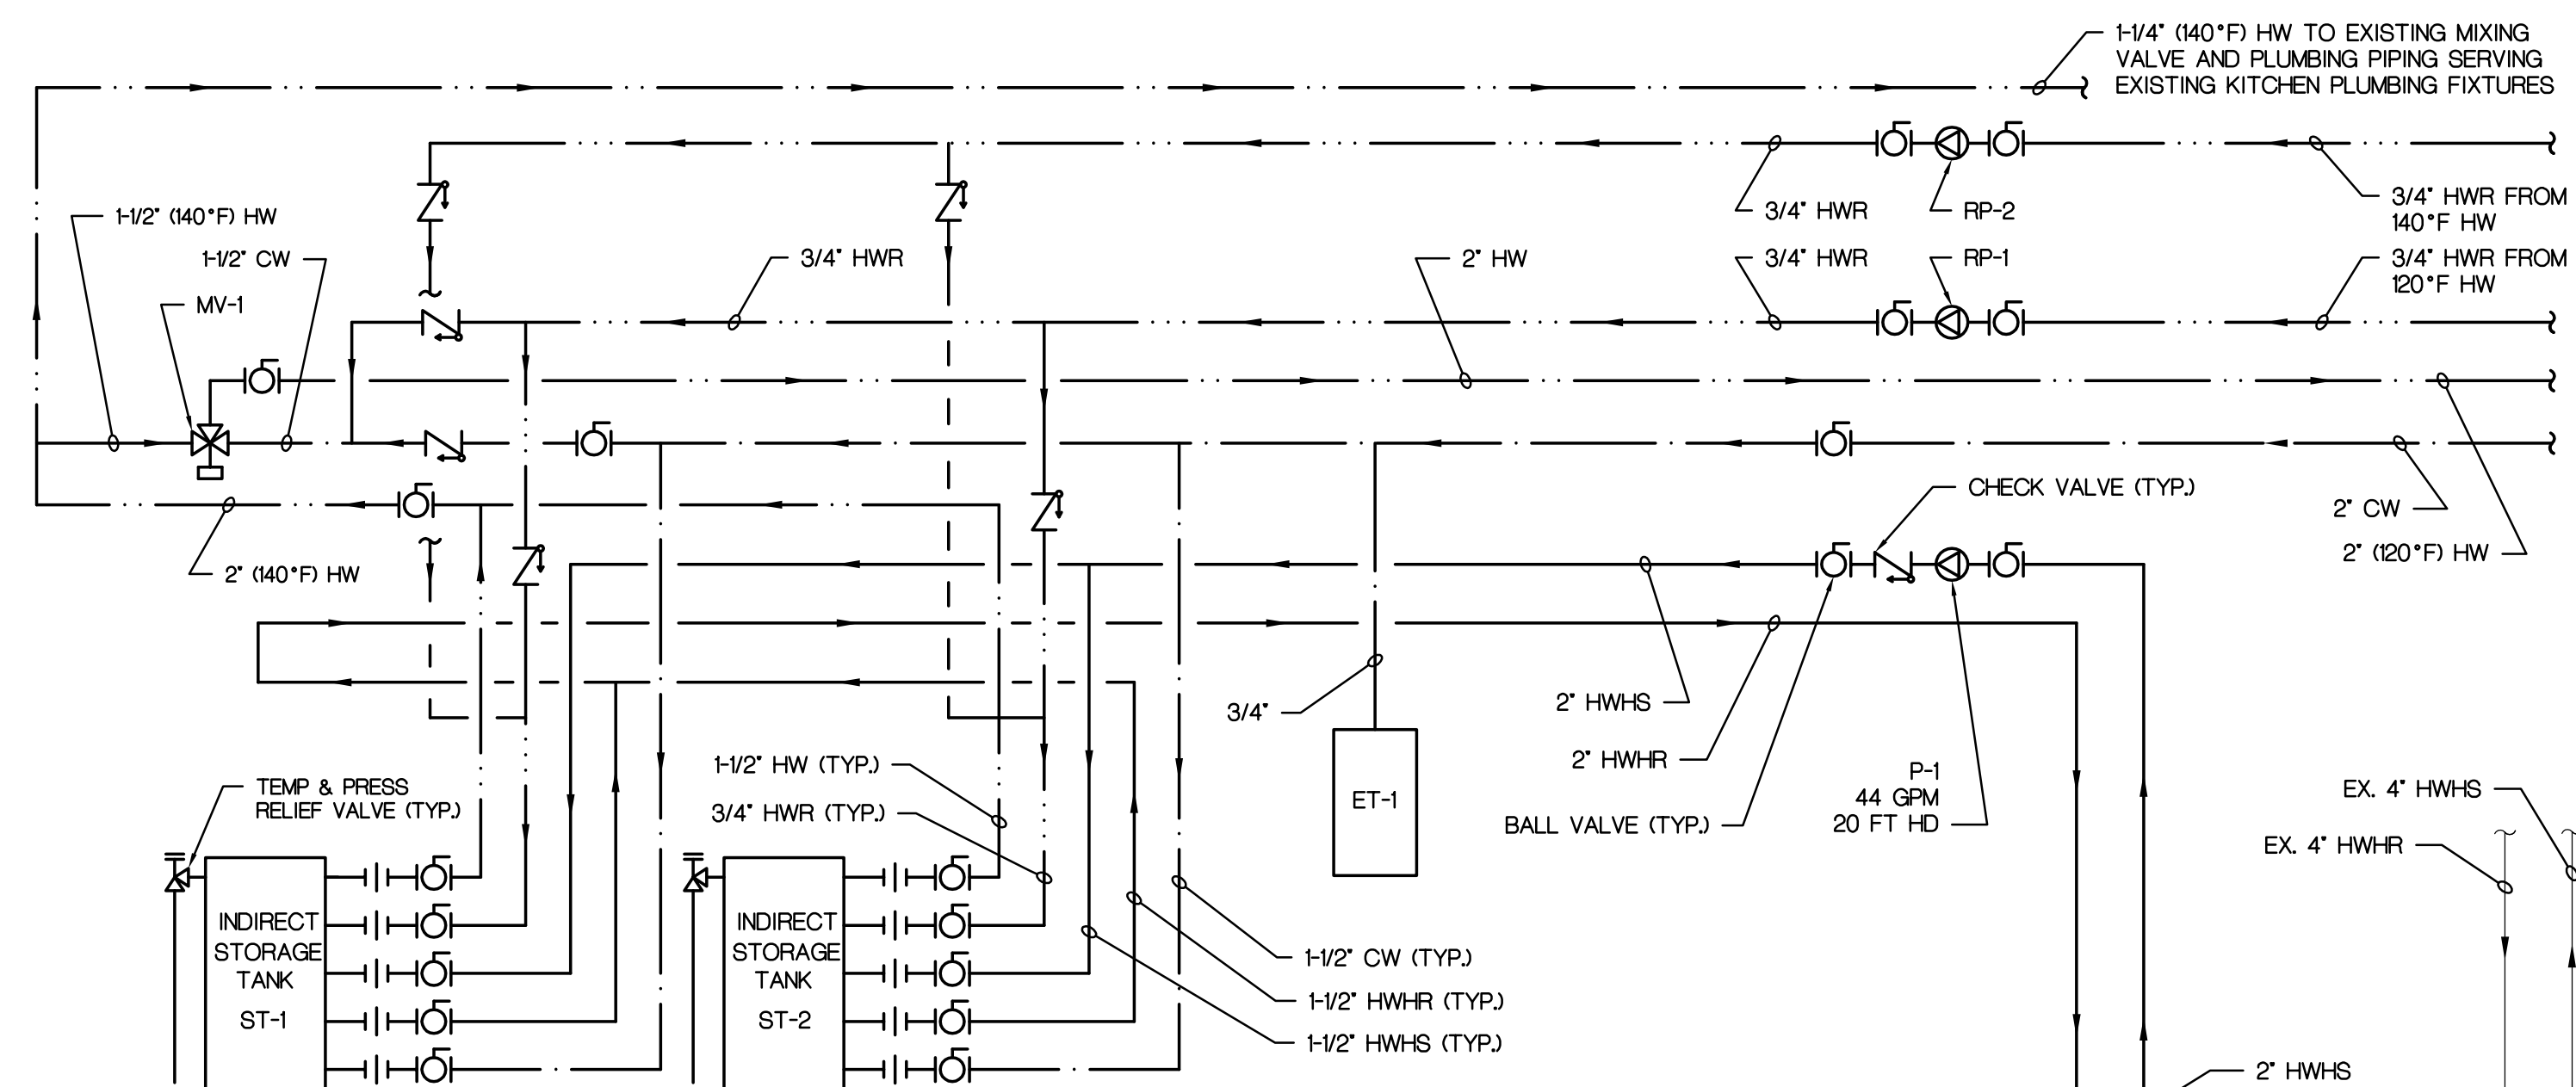 1-1/4" (140°F) HW TO EXISTING MIXING
VALVE AND PLUMBING PIPING SERVING
EXISTING KITCHEN PLUMBING FIXTURES
1-1/2" (140°F) HW
1-1/2" CW
MV-1
3/4" HWR
2" HW
3/4" HWR
RP-2
3/4" HWR FROM
140°F HW
3/4" HWR
RP-1
3/4" HWR FROM
120°F HW
CHECK VALVE (TYP.)
2" CW
2" (120°F) HW
2" (140°F) HW
3/4"
2" HWHS
2" HWHR
BALL VALVE (TYP.)
P-1
44 GPM
20 FT HD
ET-1
EX. 4" HWHS
EX. 4" HWHR
TEMP & PRESS
RELIEF VALVE (TYP.)
1-1/2" HW (TYP.)
3/4" HWR (TYP.)
INDIRECT
STORAGE
TANK
ST-1
INDIRECT
STORAGE
TANK
ST-2
1-1/2" CW (TYP.)
1-1/2" HWHR (TYP.)
1-1/2" HWHS (TYP.)
2" HWHS